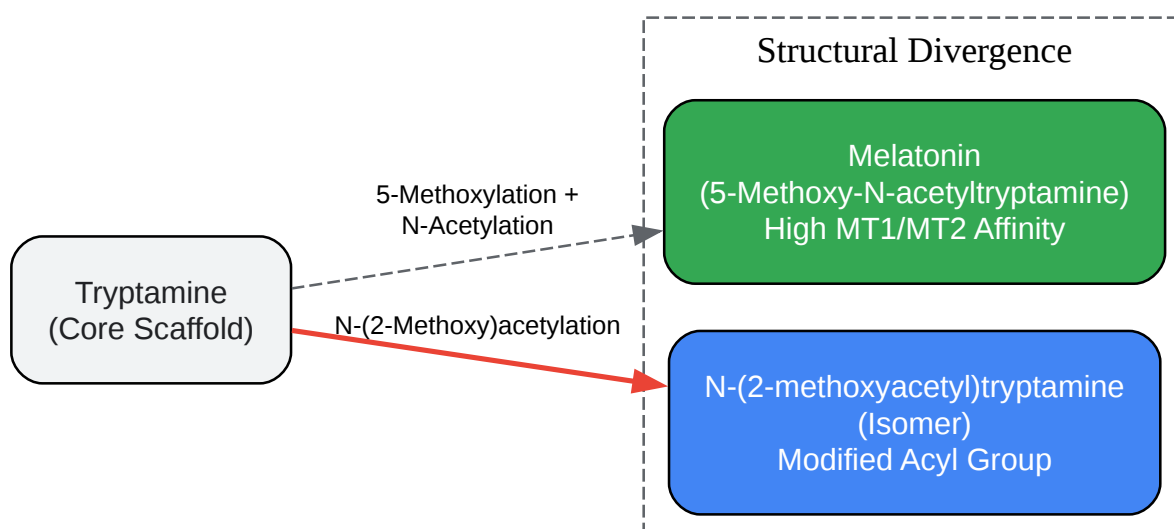 Structural Divergence
Melatonin
(5-Methoxy-N-acetyltryptamine)
High MT1/MT2 Affinity
5-Methoxylation +
N-Acetylation
Tryptamine
(Core Scaffold)
N-(2-Methoxy)acetylation
N-(2-methoxyacetyl)tryptamine
(Isomer)
Modified Acyl Group